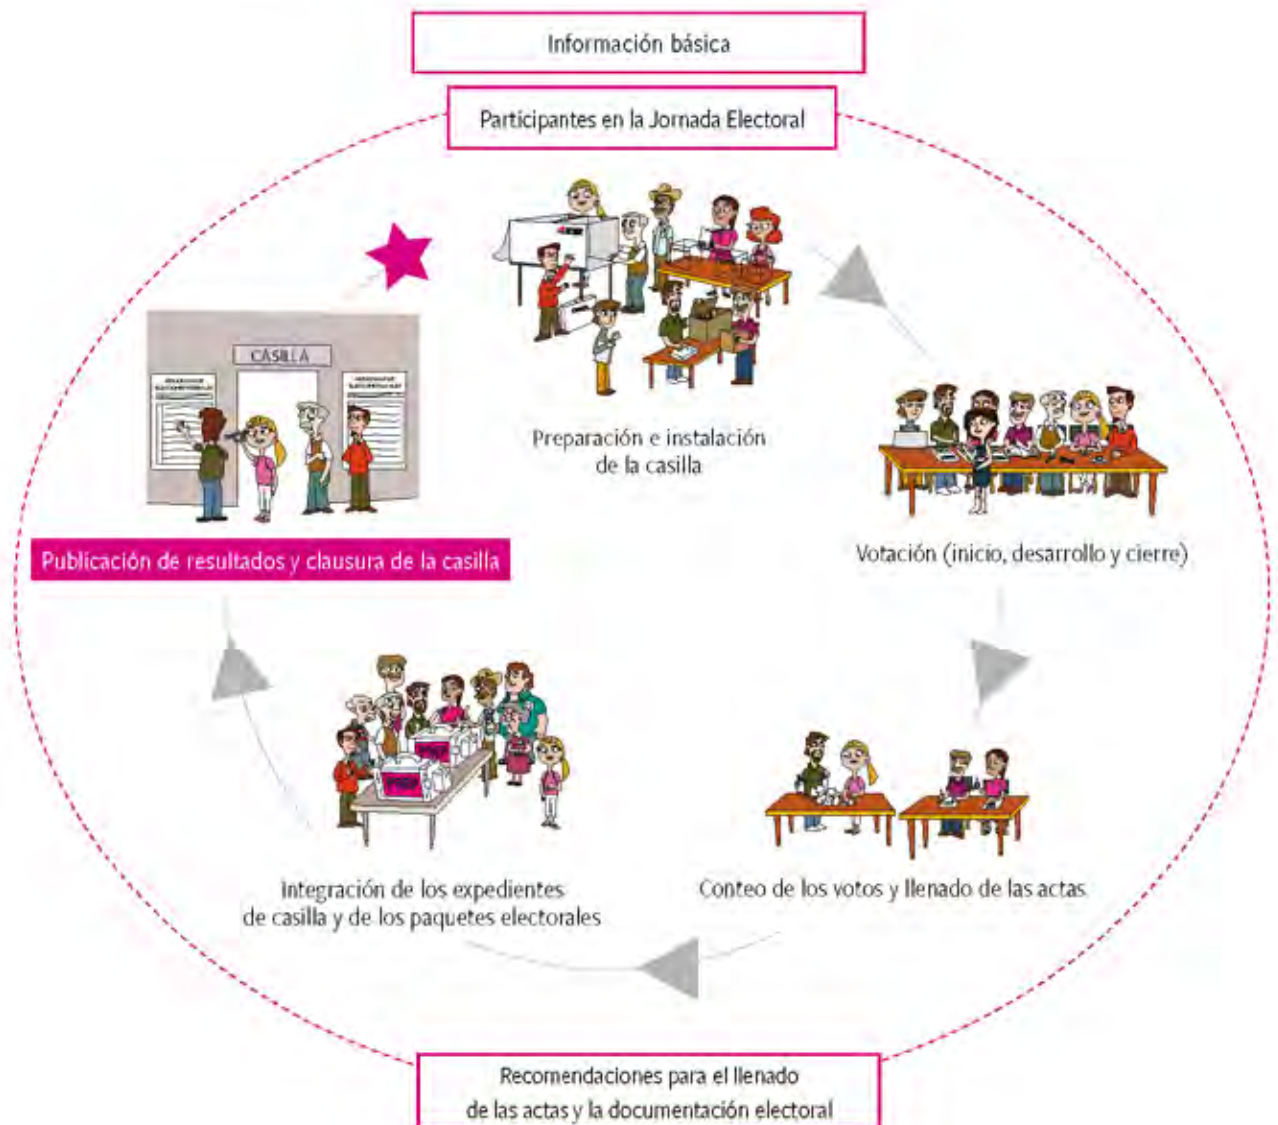 Información básica
Participantes en la Jornada Electoral
CASILLA
Preparación e instalación
de la casilla
Votación (inicio, desarrollo y cierre)
Publicación de resultados y clausura de la casilla
Conteo de los votos y llenado de las actas
Integración de los expedientes
de casilla y de los paquetes electorales
Recomendaciones para el llenado
de las actas y la documentación electoral